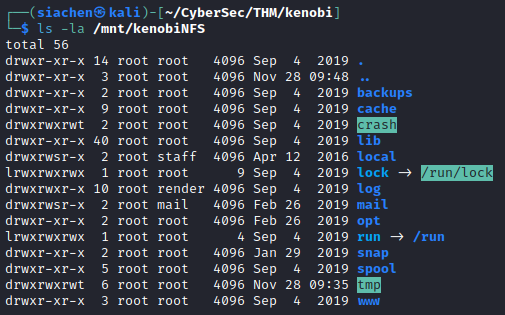 ┌──(siachen㉿kali)-[~/CyberSec/THM/kenobi]
└─$ ls -la /mnt/kenobiNFS
total 56
drwxr-xr-x 14 root root   4096 Sep  4  2019 .
drwxr-xr-x  3 root root   4096 Nov 28 09:48 ..
drwxr-xr-x  2 root root   4096 Sep  4  2019 backups
drwxr-xr-x  9 root root   4096 Sep  4  2019 cache
drwxrwxrwt  2 root root   4096 Sep  4  2019 crash
drwxr-xr-x 40 root root   4096 Sep  4  2019 lib
drwxrwsr-x  2 root staff  4096 Apr 12  2016 local
lrwxrwxrwx  1 root root      9 Sep  4  2019 lock -> /run/lock
drwxrwxr-x 10 root render 4096 Sep  4  2019 log
drwxrwsr-x  2 root mail   4096 Feb 26  2019 mail
drwxr-xr-x  2 root root   4096 Feb 26  2019 opt
lrwxrwxrwx  1 root root      4 Sep  4  2019 run -> /run
drwxr-xr-x  2 root root   4096 Jan 29  2019 snap
drwxr-xr-x  5 root root   4096 Sep  4  2019 spool
drwxrwxrwt  6 root root   4096 Nov 28 09:35 tmp
drwxr-xr-x  3 root root   4096 Sep  4  2019 www